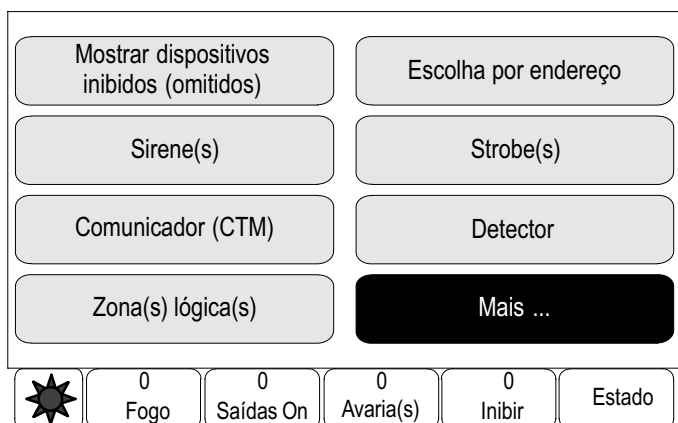 Mostrar dispositivos
inibidos (omitidos)
Escolha por endereço
Sirene(s)
Strobe(s)
Comunicador (CTM)
Detector
Zona(s) lógica(s)
Mais ...
0
Fogo
0
Saídas On
0
Avaria(s)
0
Inibir
Estado